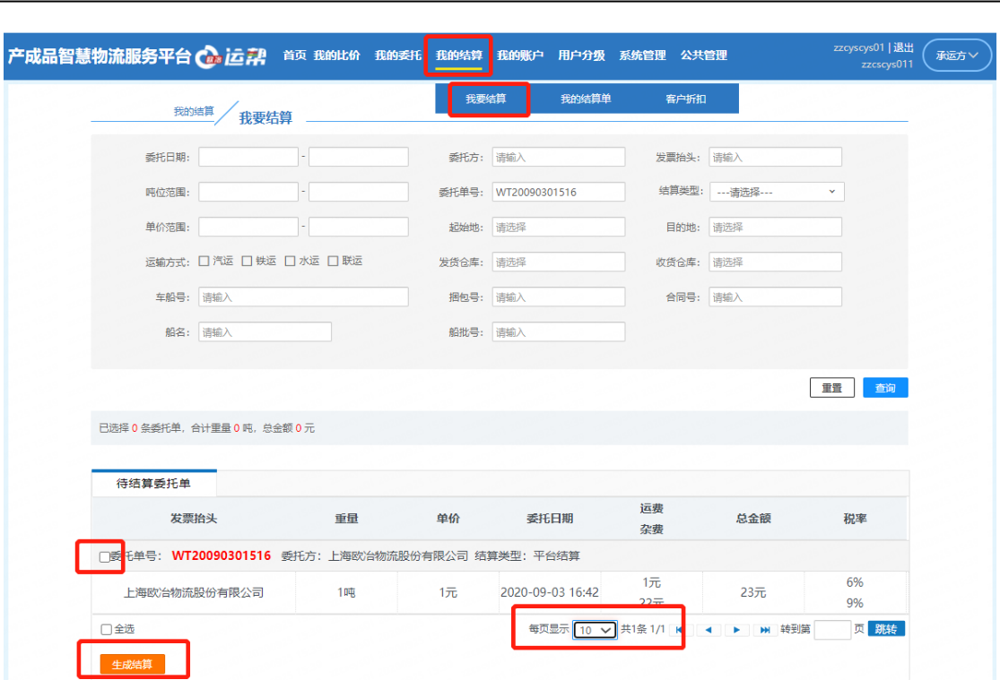 产成品智慧物流服务平台 欧冶 运帮 首页 我的比价 我的委托 我的结算 我的账户 用户分级 系统管理 公共管理 zzcyscys01 | 退出
zzcscys011 承运方
我要结算 我的结算单 客户折扣
我的结算 我要结算
委托日期: - 委托方: 请输入 发票抬头: 请输入
吨位范围: - 委托单号: WT20090301516 结算类型: ---请选择---
单价范围: - 起始地: 请选择 目的地: 请选择
运输方式: 汽运 铁运 水运 联运 发货仓库: 请选择 收货仓库: 请选择
车船号: 请输入 捆包号: 请输入 合同号: 请输入
船名: 请输入 船批号: 请输入
重置 查询
已选择 0 条委托单，合计重量 0 吨，总金额 0 元
待结算委托单
发票抬头 重量 单价 委托日期 运费 总金额 税率
杂费
委托单号: WT20090301516 委托方: 上海欧冶物流股份有限公司 结算类型: 平台结算
上海欧冶物流股份有限公司 1吨 1元 2020-09-03 16:42 1元 23元 6%
22元 9%
全选 每页显示 10 共1条 1/1 转到第 页 跳转
生成结算